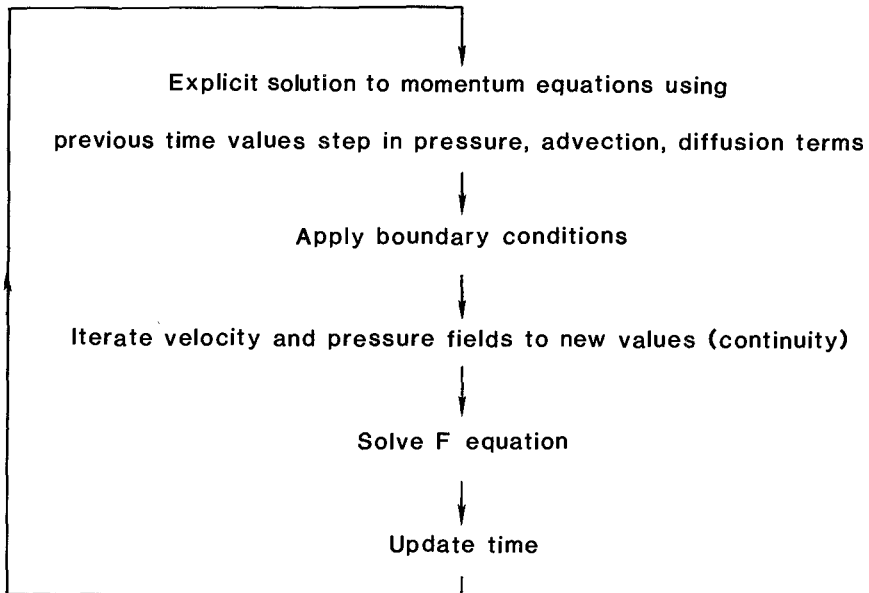 Explicit solution to momentum equations using
previous time values step in pressure, advection, diffusion terms
Apply boundary conditions
Iterate velocity and pressure fields to new values (continuity)
Solve F equation
Update time